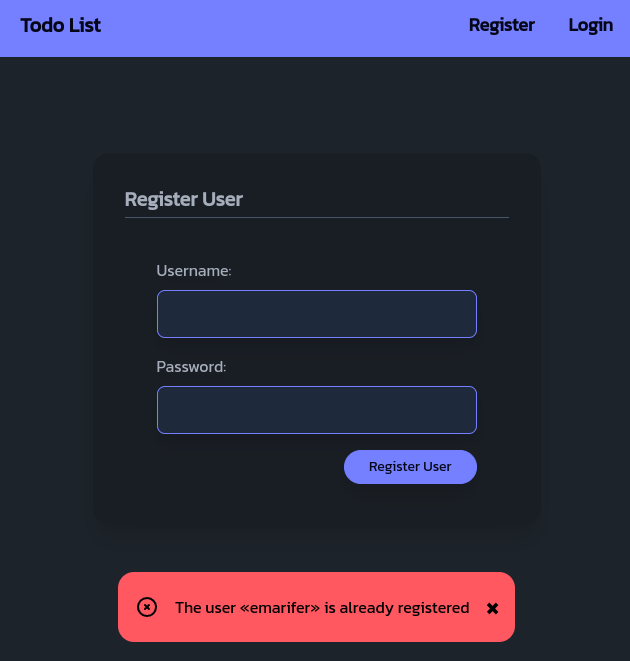 Todo List
Register
Login
Register User
Username:
Password:
Register User
The user «emarifer» is already registered